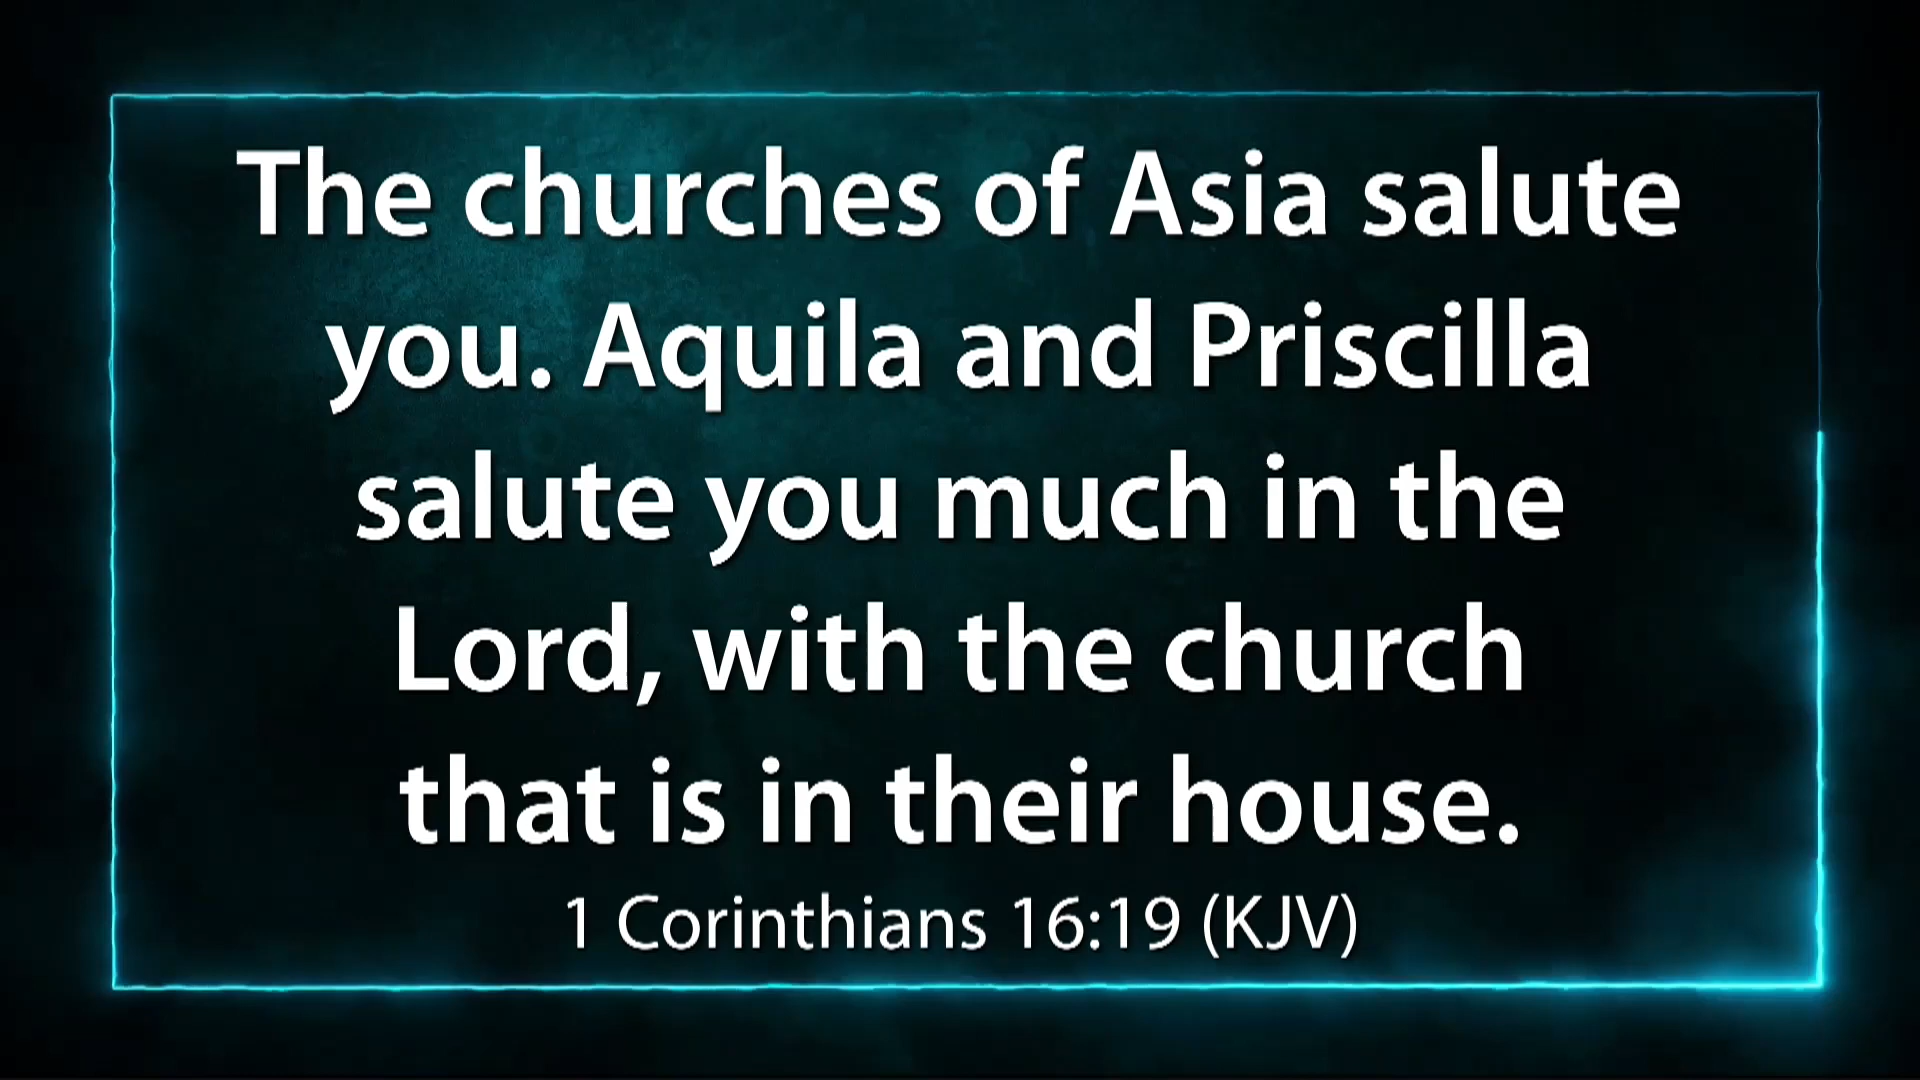 The churches of Asia salute
you. Aquila and Priscilla
salute you much in the
Lord, with the church
that is in their house.
1 Corinthians 16:19 (KJV)